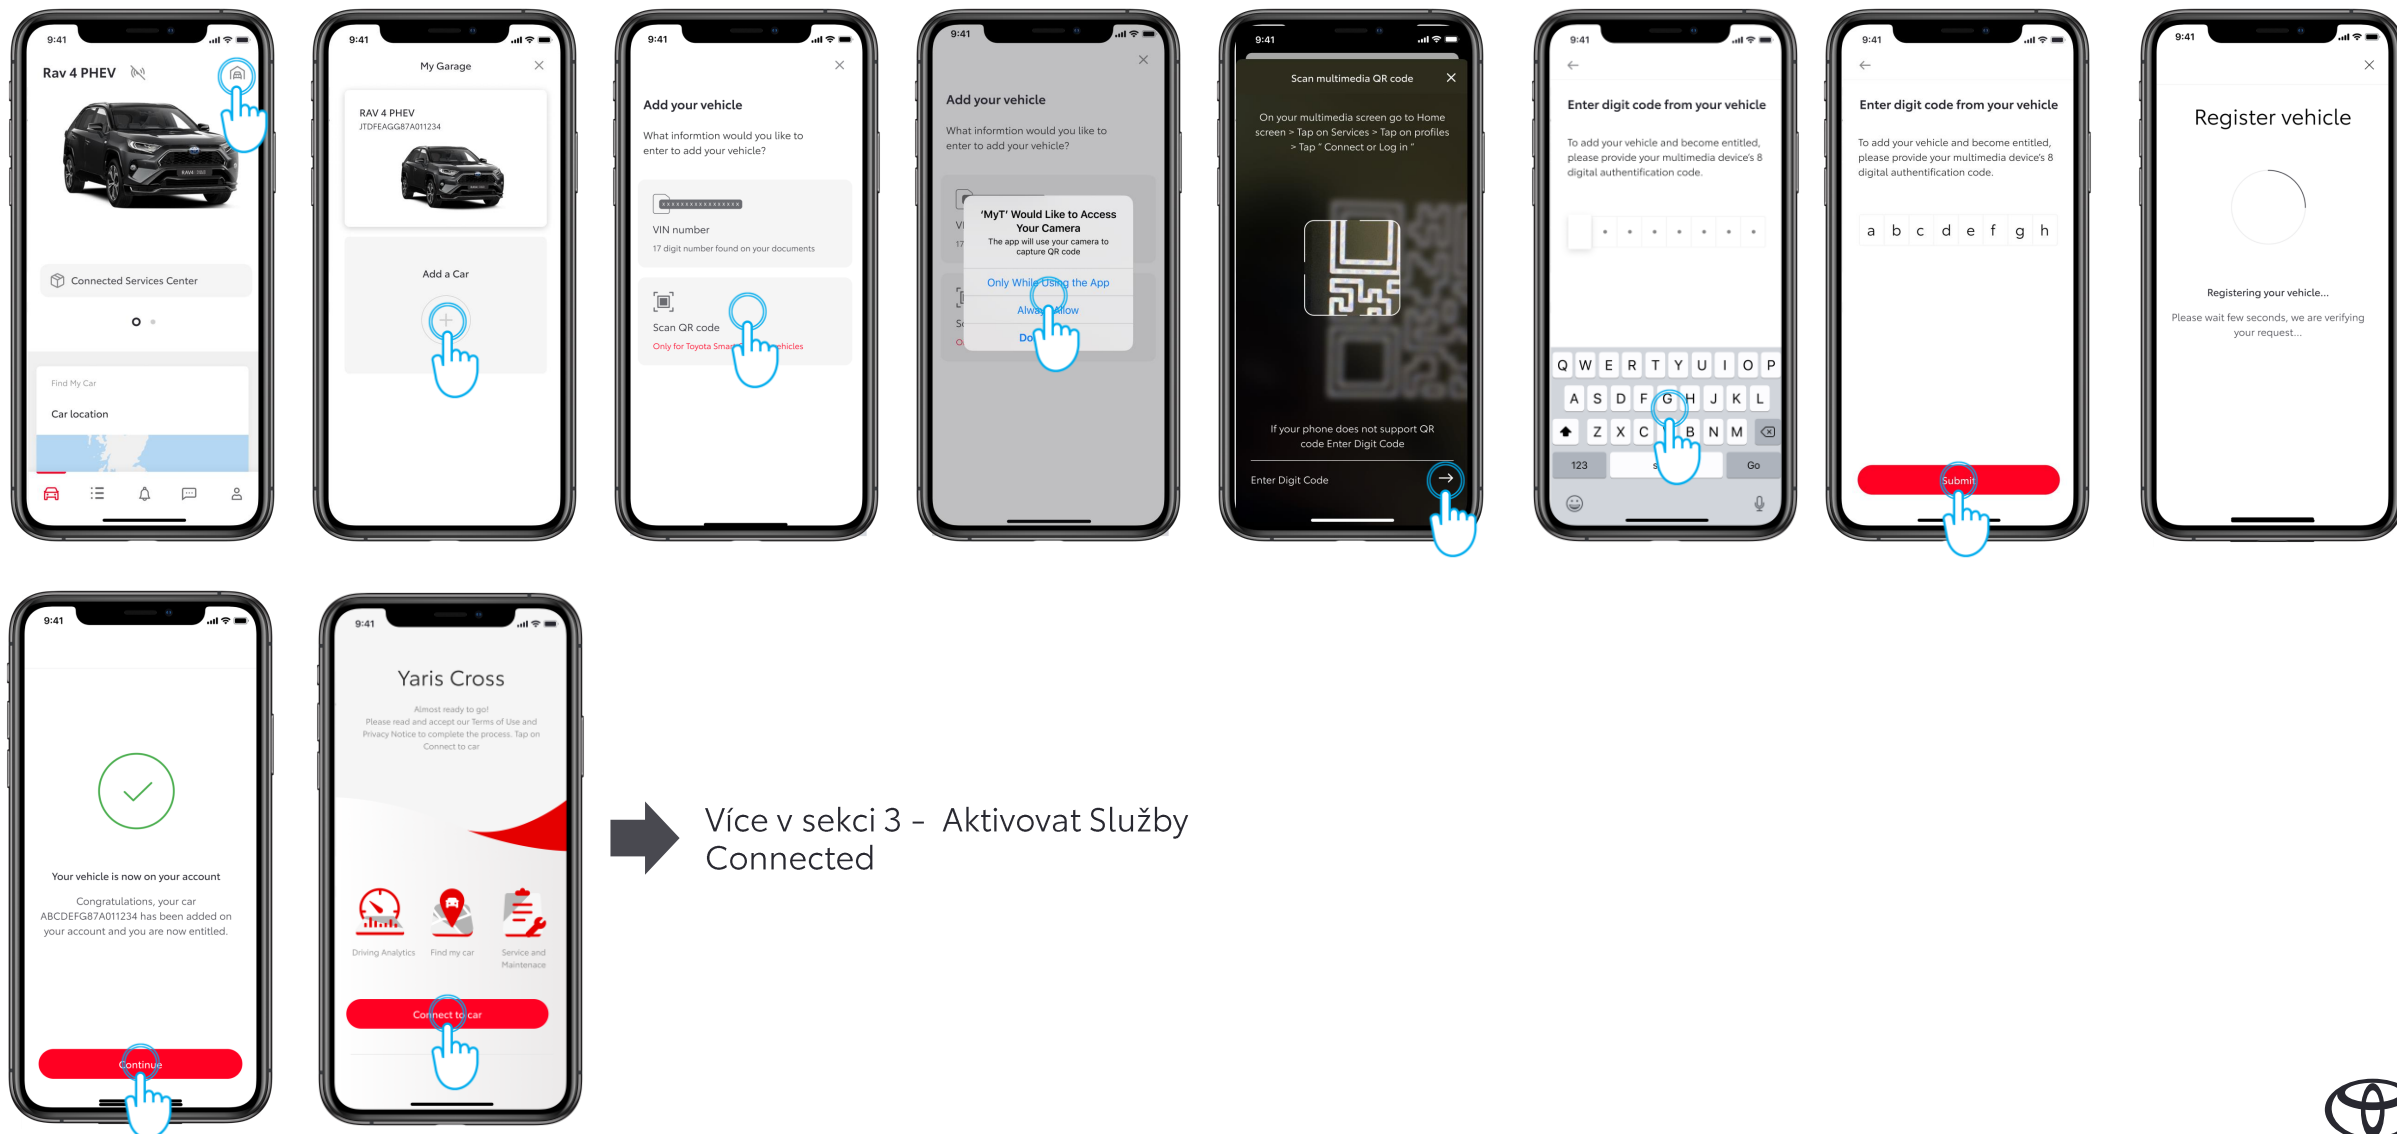 9:41
Rav 4 PHEV
Connected Services Center
Find My Car
Car location
9:41
My Garage
RAV 4 PHEV
JTDFEAGG87A011234
Add a Car
9:41
Add your vehicle
What informtion would you like to
enter to add your vehicle?
xxxxxxxxxxxxxxxx
VIN number
17 digit number found on your documents
Scan QR code
Only for Toyota Smart
vehicles
9:41
Add your vehicle
What informtion would you like to
enter to add your vehicle?
'MyT' Would Like to Access
Your Camera
The app will use your camera to
capture QR code
Only While Using the App
Always Allow
9:41
Scan multimedia QR code
On your multimedia screen go to Home
screen > Tap on Services > Tap on profiles
> Tap " Connect or Log in "
If your phone does not support QR
code Enter Digit Code
Enter Digit Code
9:41
Enter digit code from your vehicle
To add your vehicle and become entitled,
please provide your multimedia device's 8
digital authentification code.
Q W E R T Y U I O P
A S D F G H J K L
Z X C B N M
123 Go
9:41
Enter digit code from your vehicle
To add your vehicle and become entitled,
please provide your multimedia device's 8
digital authentification code.
a b c d e f g h
Submit
9:41
Register vehicle
Registering your vehicle...
Please wait few seconds, we are verifying
your request...
9:41
Your vehicle is now on your account
Congratulations, your car
ABCDEFG87A011234 has been added on
your account and you are now entitled.
Continue
9:41
Yaris Cross
Almost ready to go!
Please read and accept our Terms of Use and
Privacy Notice to complete the process. Tap on
Connect to car
Driving Analytics
Find my car
Service and
Maintenace
Connect to car
Více v sekci 3 - Aktivovat Služby
Connected